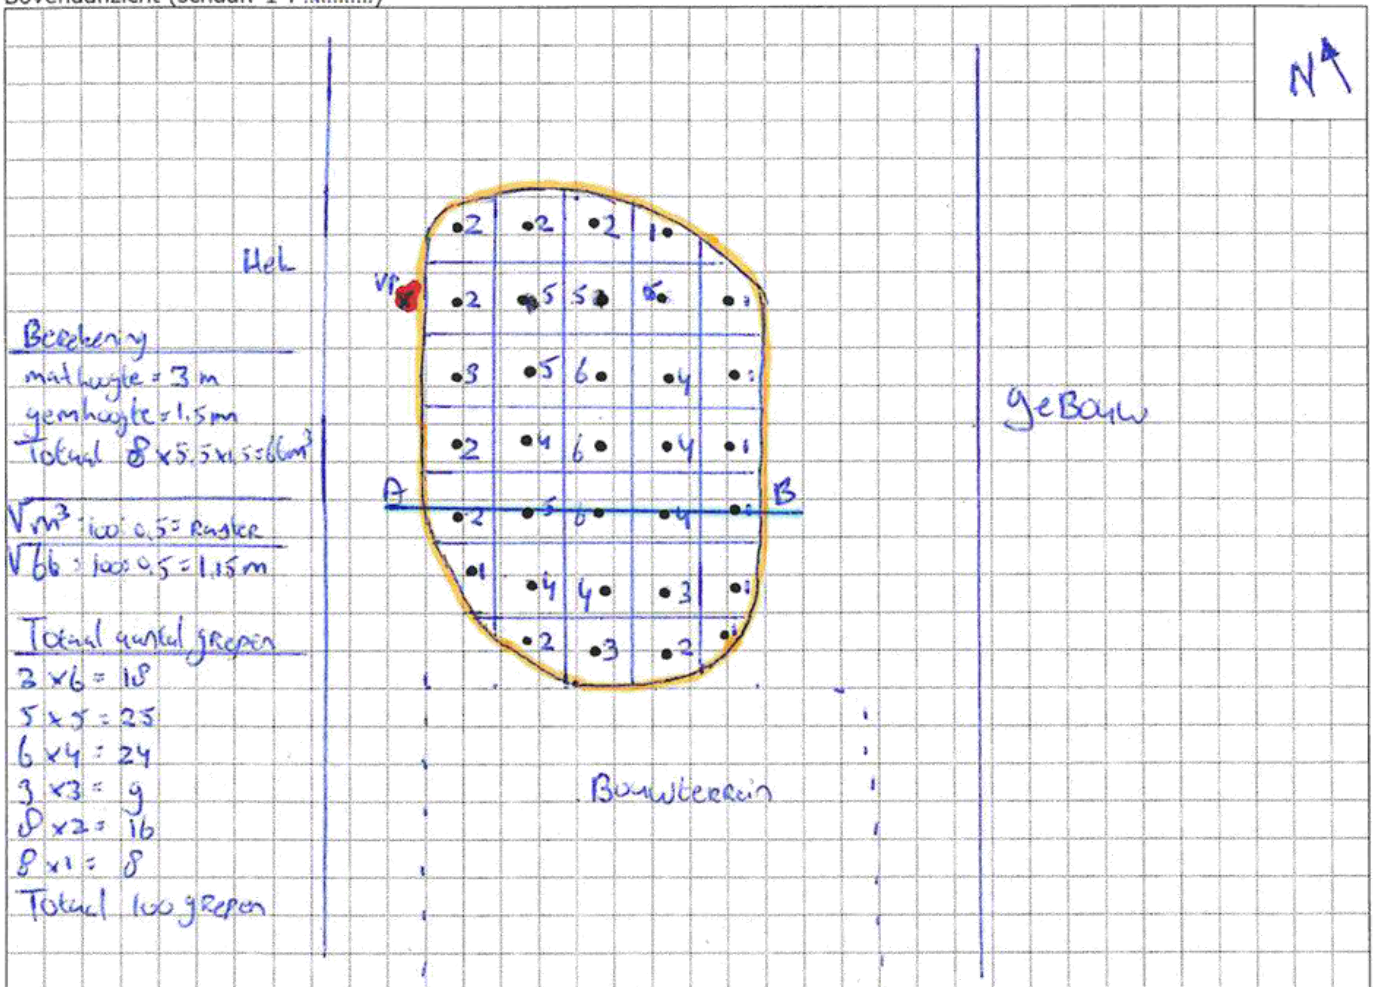 N
2 2 2 1
Hek
VP 2 5 5 5
Berekening
3 5 6 4
max hoogte = 3 m
gem hoogte = 1.5 m
geBouw
Totaal 8 x 5.5 x 1.5 = 66 m³
2 4 6 4 1
A B
2 5 6 4
√m³ : 100 : 0,5 = Raster
√66 : 100 : 0,5 = 1,15 m
1 4 4 3
Totaal aantal grepen
2 3 2 1
3 x 6 = 18
5 x 5 = 25
6 x 4 = 24
3 x 3 = 9
Bouwterrein
8 x 2 = 16
8 x 1 = 8
Totaal 100 grepen